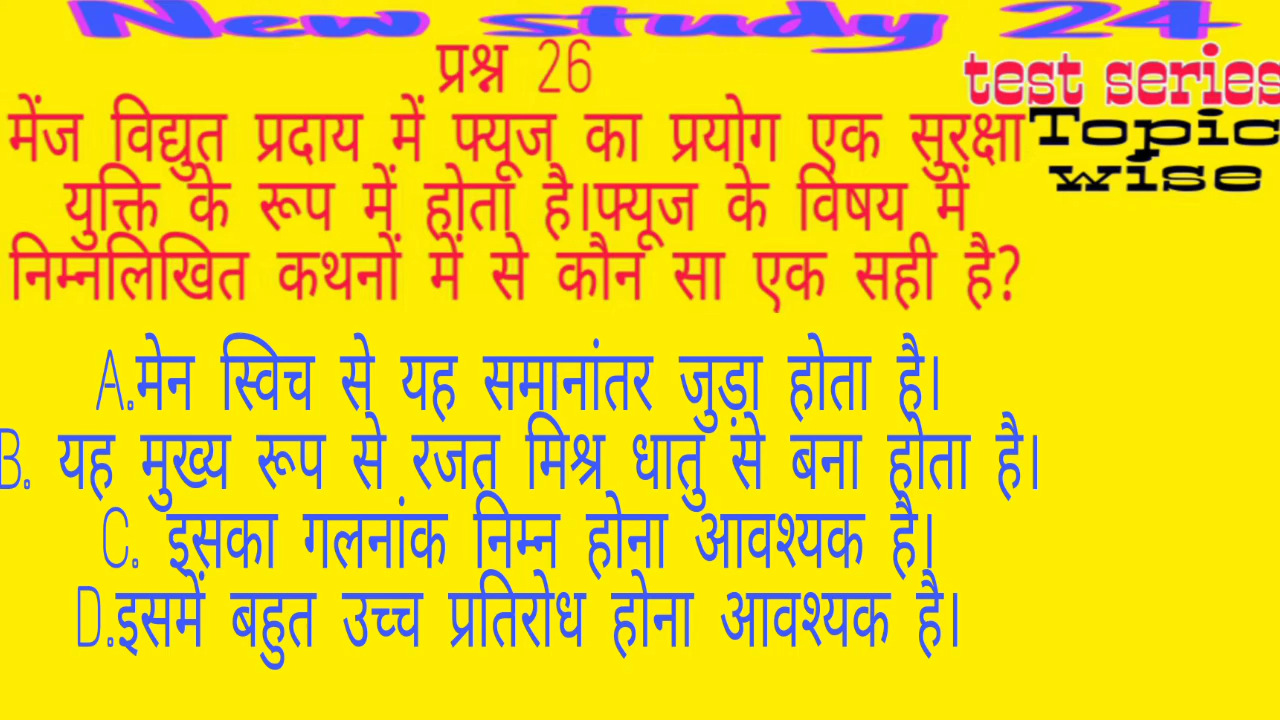 New study 24
प्रश्न 26
test series
मेंज विद्युत प्रदाय में फ्यूज का प्रयोग एक सुरक्षा
Topic
युक्ति के रूप में होता है।फ्यूज के विषय में
wise
निम्नलिखित कथनों में से कौन सा एक सही है?
A.मेन स्विच से यह समानांतर जुड़ा होता है।
B. यह मुख्य रूप से रजत मिश्र धातु से बना होता है।
C. इसका गलनांक निम्न होना आवश्यक है।
D.इसमें बहुत उच्च प्रतिरोध होना आवश्यक है।